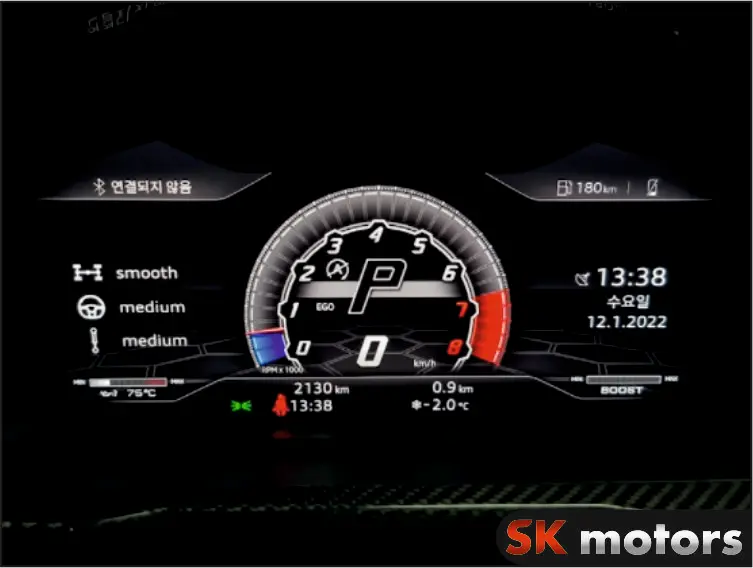 연결되지 않음
180 km
smooth
medium
medium
0 1 2 3 4 5 6 7 8
P
EGO
0
km/h
RPM x 1000
13:38
수요일
12.1.2022
MIN MAX
75°C
MIN MAX
BOOST
2130 km 0.9 km
13:38 -2.0 °C
SK motors